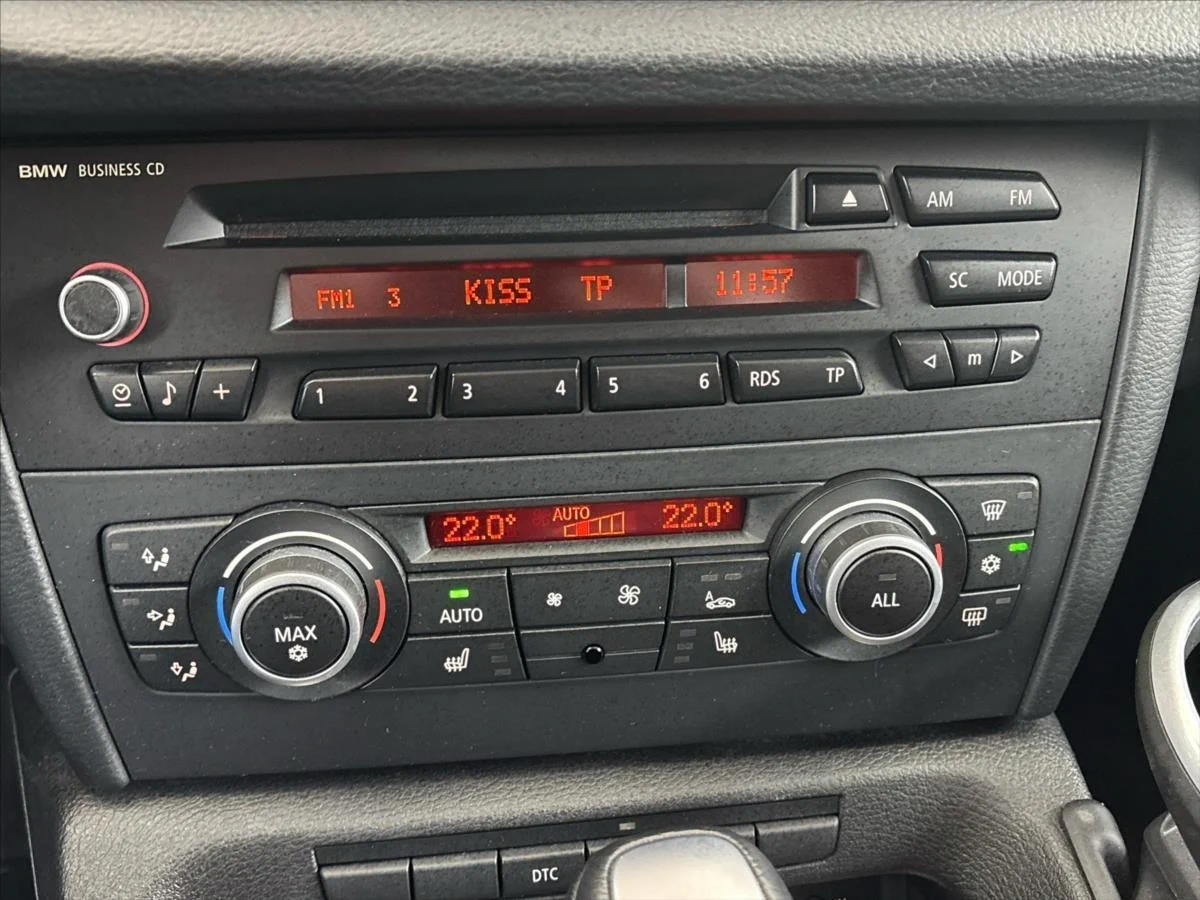 BMW BUSINESS CD
AM FM
SC MODE
FM1 3 KISS TP 11:57
1 2 3 4 5 6 RDS TP m
22.0° AUTO 22.0°
AUTO
A
MAX
ALL
DTC